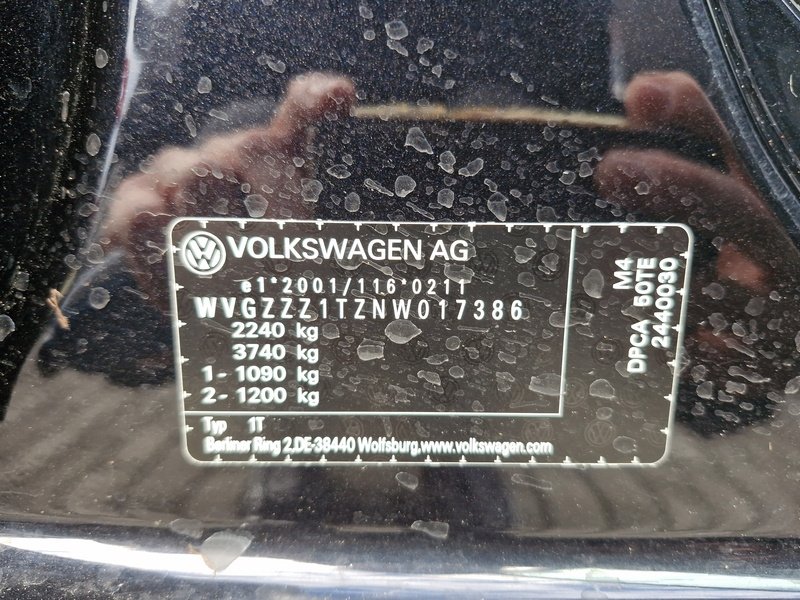 VOLKSWAGEN AG
e1*2001/116*0211
WVGZZZ1TZNW017386
2240 kg
3740 kg
1 - 1090 kg
2 - 1200 kg
Typ 1T
Berliner Ring 2,DE-38440 Wolfsburg,www.volkswagen.com
M4
DPCA 50TE
2440030